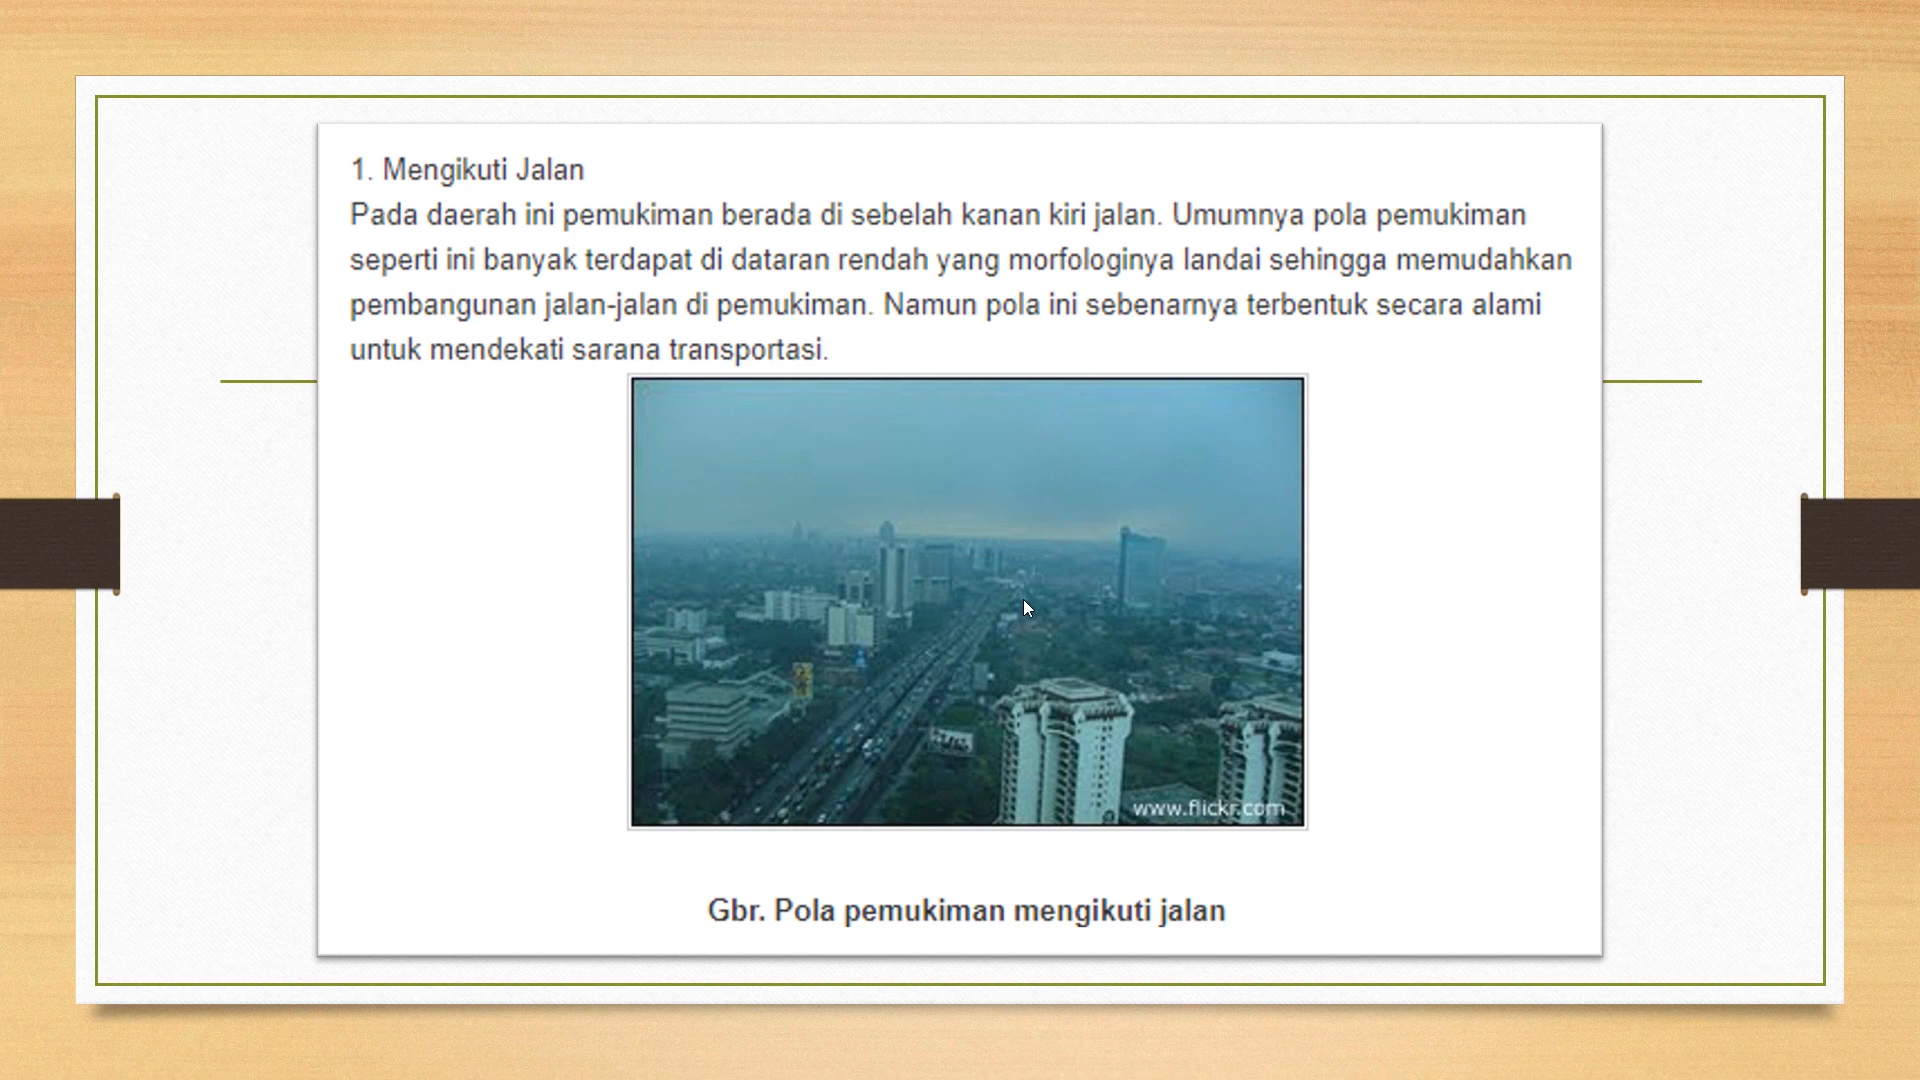 1. Mengikuti Jalan
Pada daerah ini pemukiman berada di sebelah kanan kiri jalan. Umumnya pola pemukiman
seperti ini banyak terdapat di dataran rendah yang morfologinya landai sehingga memudahkan
pembangunan jalan-jalan di pemukiman. Namun pola ini sebenarnya terbentuk secara alami
untuk mendekati sarana transportasi.
www.flickr.com
Gbr. Pola pemukiman mengikuti jalan